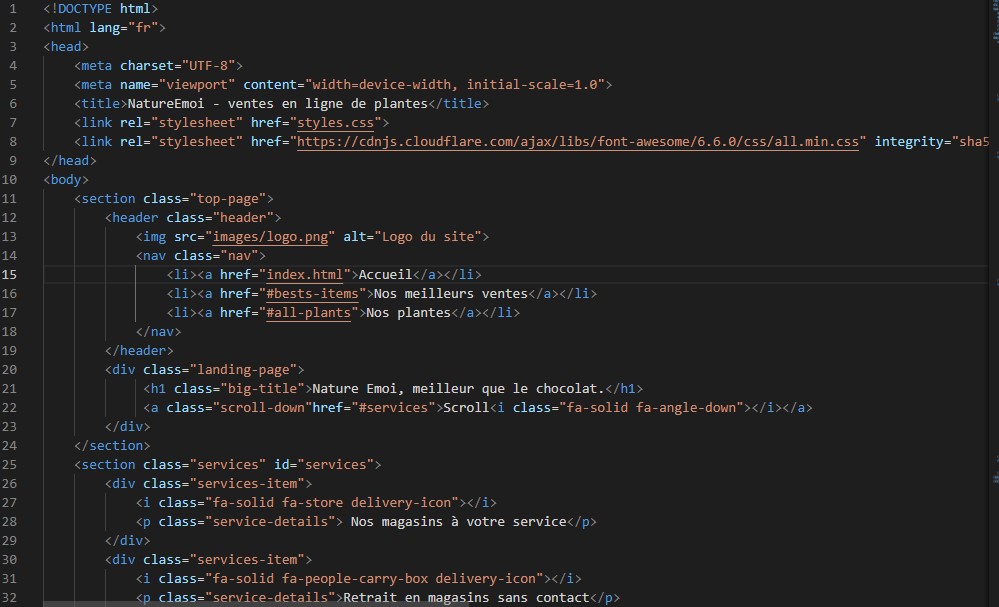 1 <!DOCTYPE html>
2 <html lang="fr">
3 <head>
4 <meta charset="UTF-8">
5 <meta name="viewport" content="width=device-width, initial-scale=1.0">
6 <title>NatureEmoi - ventes en ligne de plantes</title>
7 <link rel="stylesheet" href="styles.css">
8 <link rel="stylesheet" href="https://cdnjs.cloudflare.com/ajax/libs/font-awesome/6.6.0/css/all.min.css" integrity="sha5
9 </head>
10 <body>
11 <section class="top-page">
12 <header class="header">
13 <img src="images/logo.png" alt="Logo du site">
14 <nav class="nav">
15 <li><a href="index.html">Accueil</a></li>
16 <li><a href="#bests-items">Nos meilleurs ventes</a></li>
17 <li><a href="#all-plants">Nos plantes</a></li>
18 </nav>
19 </header>
20 <div class="landing-page">
21 <h1 class="big-title">Nature Emoi, meilleur que le chocolat.</h1>
22 <a class="scroll-down"href="#services">Scroll<i class="fa-solid fa-angle-down"></i></a>
23 </div>
24 </section>
25 <section class="services" id="services">
26 <div class="services-item">
27 <i class="fa-solid fa-store delivery-icon"></i>
28 <p class="service-details"> Nos magasins à votre service</p>
29 </div>
30 <div class="services-item">
31 <i class="fa-solid fa-people-carry-box delivery-icon"></i>
32 <p class="service-details">Retrait en magasins sans contact</p>